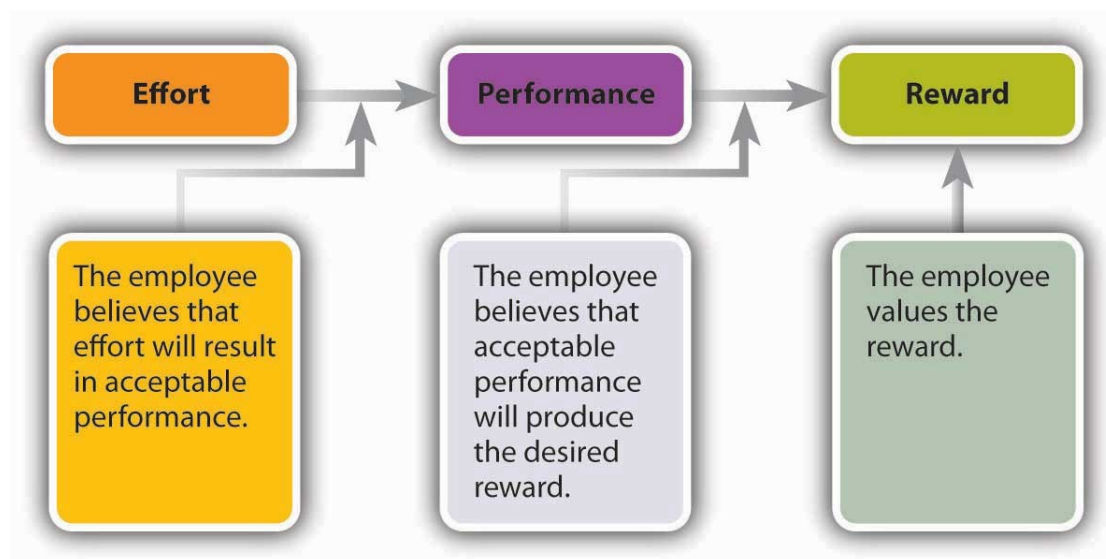 Effort
Performance
Reward
The employee
believes that
effort will result
in acceptable
performance.
The employee
believes that
acceptable
performance
will produce
the desired
reward.
The employee
values the
reward.